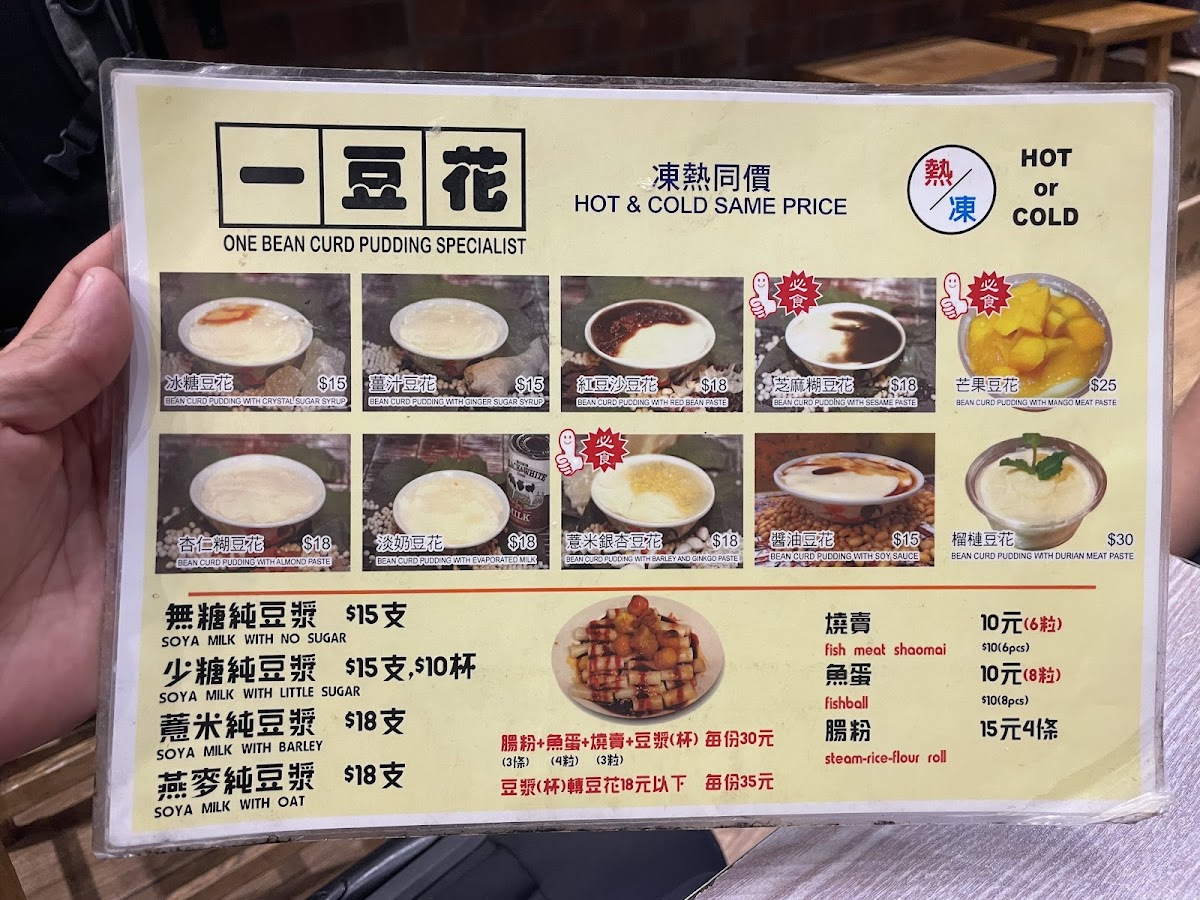 一豆花
ONE BEAN CURD PUDDING SPECIALIST
凍熱同價
HOT & COLD SAME PRICE
熱/凍
HOT
or
COLD
冰糖豆花 $15
BEAN CURD PUDDING WITH CRYSTAL SUGAR SYRUP
薑汁豆花 $15
BEAN CURD PUDDING WITH GINGER SUGAR SYRUP
紅豆沙豆花 $18
BEAN CURD PUDDING WITH RED BEAN PASTE
必食
芝麻糊豆花 $18
BEAN CURD PUDDING WITH SESAME PASTE
必食
芒果豆花 $25
BEAN CURD PUDDING WITH MANGO MEAT PASTE
杏仁糊豆花 $18
BEAN CURD PUDDING WITH ALMOND PASTE
BLACK&WHITE
MILK
淡奶豆花 $18
BEAN CURD PUDDING WITH EVAPORATED MILK
必食
薏米銀杏豆花 $18
BEAN CURD PUDDING WITH BARLEY AND GINKGO PASTE
醬油豆花 $15
BEAN CURD PUDDING WITH SOY SAUCE
榴槤豆花 $30
BEAN CURD PUDDING WITH DURIAN MEAT PASTE
無糖純豆漿 $15支
SOYA MILK WITH NO SUGAR
少糖純豆漿 $15支,$10杯
SOYA MILK WITH LITTLE SUGAR
薏米純豆漿 $18支
SOYA MILK WITH BARLEY
燕麥純豆漿 $18支
SOYA MILK WITH OAT
腸粉+魚蛋+燒賣+豆漿(杯) 每份30元
(3條) (4粒) (3粒)
豆漿(杯)轉豆花18元以下 每份35元
燒賣 10元(6粒)
fish meat shaomai $10(6pcs)
魚蛋 10元(8粒)
fishball $10(8pcs)
腸粉 15元4條
steam-rice-flour roll